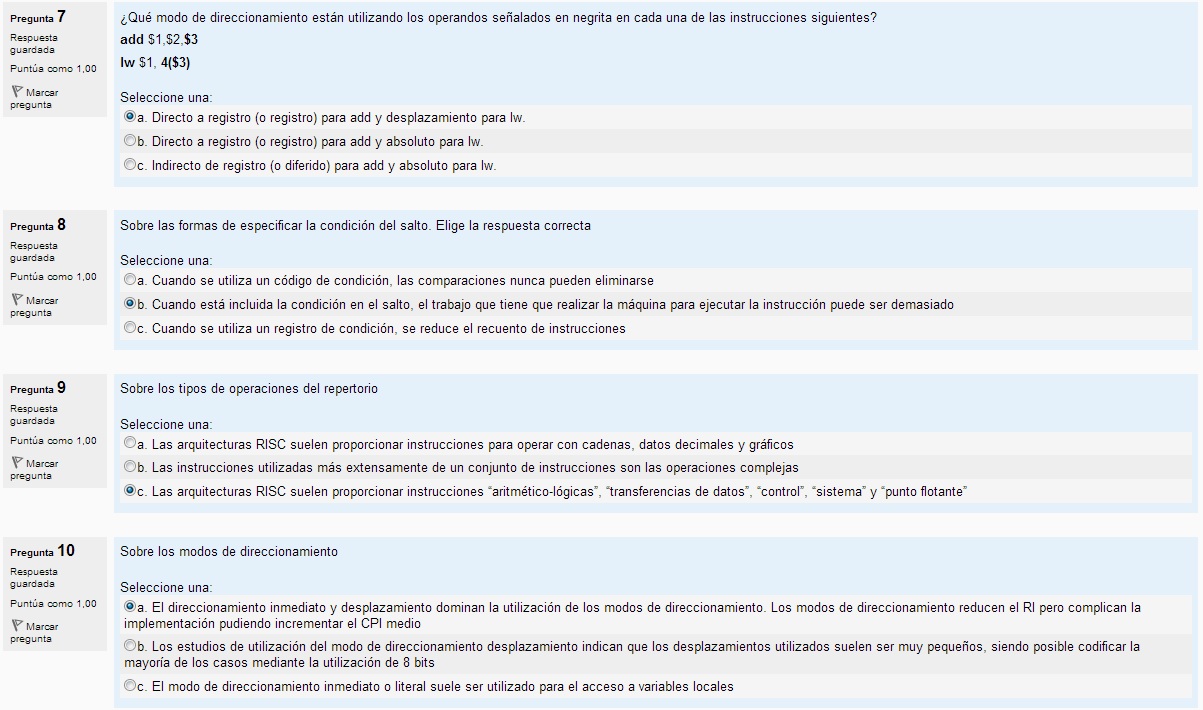 Pregunta 7
Respuesta
guardada
Puntúa como 1,00
Marcar
pregunta
¿Qué modo de direccionamiento están utilizando los operandos señalados en negrita en cada una de las instrucciones siguientes?
add $1,$2,$3
lw $1, 4($3)
Seleccione una:
a. Directo a registro (o registro) para add y desplazamiento para lw.
b. Directo a registro (o registro) para add y absoluto para lw.
c. Indirecto de registro (o diferido) para add y absoluto para lw.
Pregunta 8
Respuesta
guardada
Puntúa como 1,00
Marcar
pregunta
Sobre las formas de especificar la condición del salto. Elige la respuesta correcta
Seleccione una:
a. Cuando se utiliza un código de condición, las comparaciones nunca pueden eliminarse
b. Cuando está incluida la condición en el salto, el trabajo que tiene que realizar la máquina para ejecutar la instrucción puede ser demasiado
c. Cuando se utiliza un registro de condición, se reduce el recuento de instrucciones
Pregunta 9
Respuesta
guardada
Puntúa como 1,00
Marcar
pregunta
Sobre los tipos de operaciones del repertorio
Seleccione una:
a. Las arquitecturas RISC suelen proporcionar instrucciones para operar con cadenas, datos decimales y gráficos
b. Las instrucciones utilizadas más extensamente de un conjunto de instrucciones son las operaciones complejas
c. Las arquitecturas RISC suelen proporcionar instrucciones “aritmético-lógicas”, “transferencias de datos”, “control”, “sistema” y “punto flotante”
Pregunta 10
Respuesta
guardada
Puntúa como 1,00
Marcar
pregunta
Sobre los modos de direccionamiento
Seleccione una:
a. El direccionamiento inmediato y desplazamiento dominan la utilización de los modos de direccionamiento. Los modos de direccionamiento reducen el RI pero complican la
implementación pudiendo incrementar el CPI medio
b. Los estudios de utilización del modo de direccionamiento desplazamiento indican que los desplazamientos utilizados suelen ser muy pequeños, siendo posible codificar la
mayoría de los casos mediante la utilización de 8 bits
c. El modo de direccionamiento inmediato o literal suele ser utilizado para el acceso a variables locales